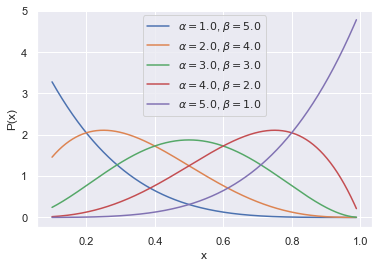 5
4
3
2
1
0
P(x)
α = 1.0, β = 5.0
α = 2.0, β = 4.0
α = 3.0, β = 3.0
α = 4.0, β = 2.0
α = 5.0, β = 1.0
0.2 0.4 0.6 0.8 1.0
x